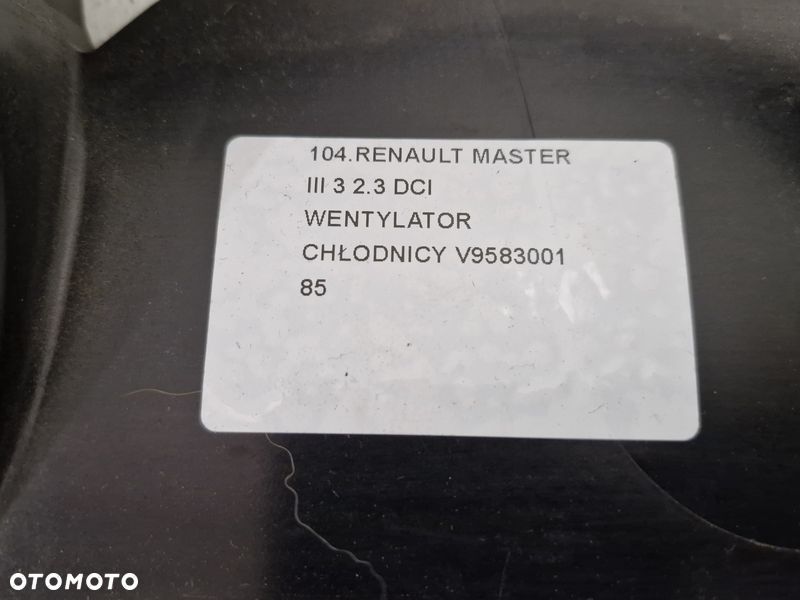 104.RENAULT MASTER
III 3 2.3 DCI
WENTYLATOR
CHŁODNICY V9583001
85
OTOMOTO